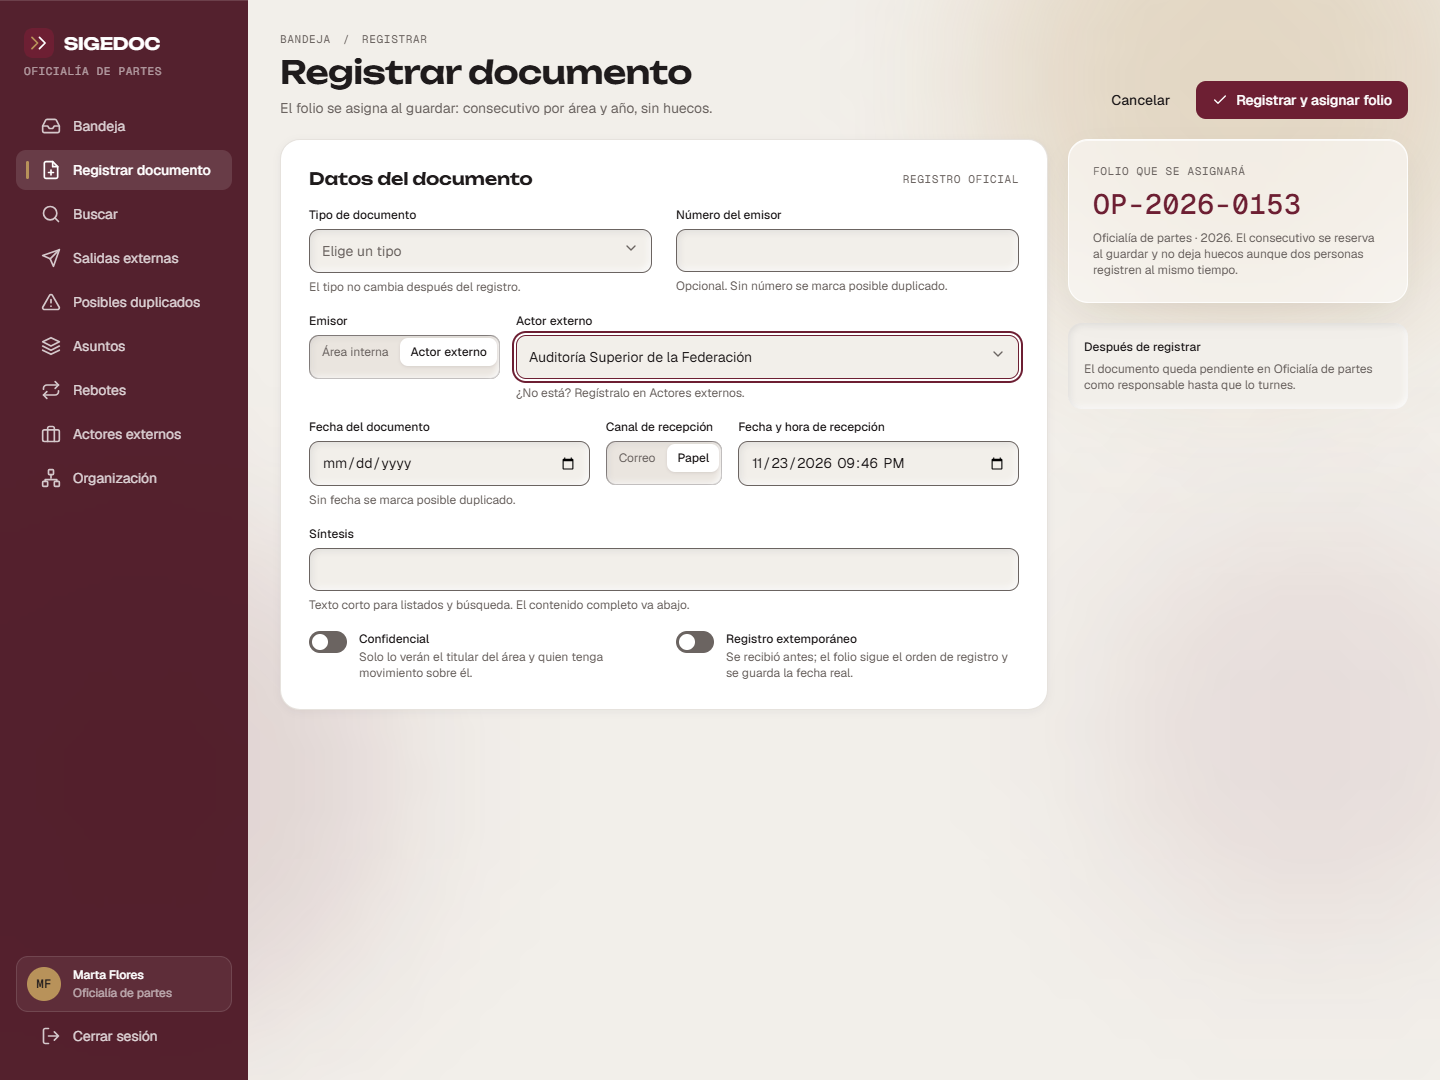 SIGEDOC
OFICIALÍA DE PARTES
Bandeja
Registrar documento
Buscar
Salidas externas
Posibles duplicados
Asuntos
Rebotes
Actores externos
Organización
MF
Marta Flores
Oficialía de partes
Cerrar sesión
BANDEJA / REGISTRAR
Registrar documento
El folio se asigna al guardar: consecutivo por área y año, sin huecos.
Cancelar
Registrar y asignar folio
Datos del documento
REGISTRO OFICIAL
Tipo de documento
Número del emisor
Elige un tipo
El tipo no cambia después del registro.
Opcional. Sin número se marca posible duplicado.
Emisor
Actor externo
Área interna
Actor externo
Auditoría Superior de la Federación
¿No está? Regístralo en Actores externos.
Fecha del documento
Canal de recepción
Fecha y hora de recepción
mm/dd/yyyy
Correo
Papel
11/23/2026 09:46 PM
Sin fecha se marca posible duplicado.
Síntesis
Texto corto para listados y búsqueda. El contenido completo va abajo.
Confidencial
Solo lo verán el titular del área y quien tenga
movimiento sobre él.
Registro extemporáneo
Se recibió antes; el folio sigue el orden de registro y
se guarda la fecha real.
FOLIO QUE SE ASIGNARÁ
OP-2026-0153
Oficialía de partes · 2026. El consecutivo se reserva
al guardar y no deja huecos aunque dos personas
registren al mismo tiempo.
Después de registrar
El documento queda pendiente en Oficialía de partes
como responsable hasta que lo turnes.